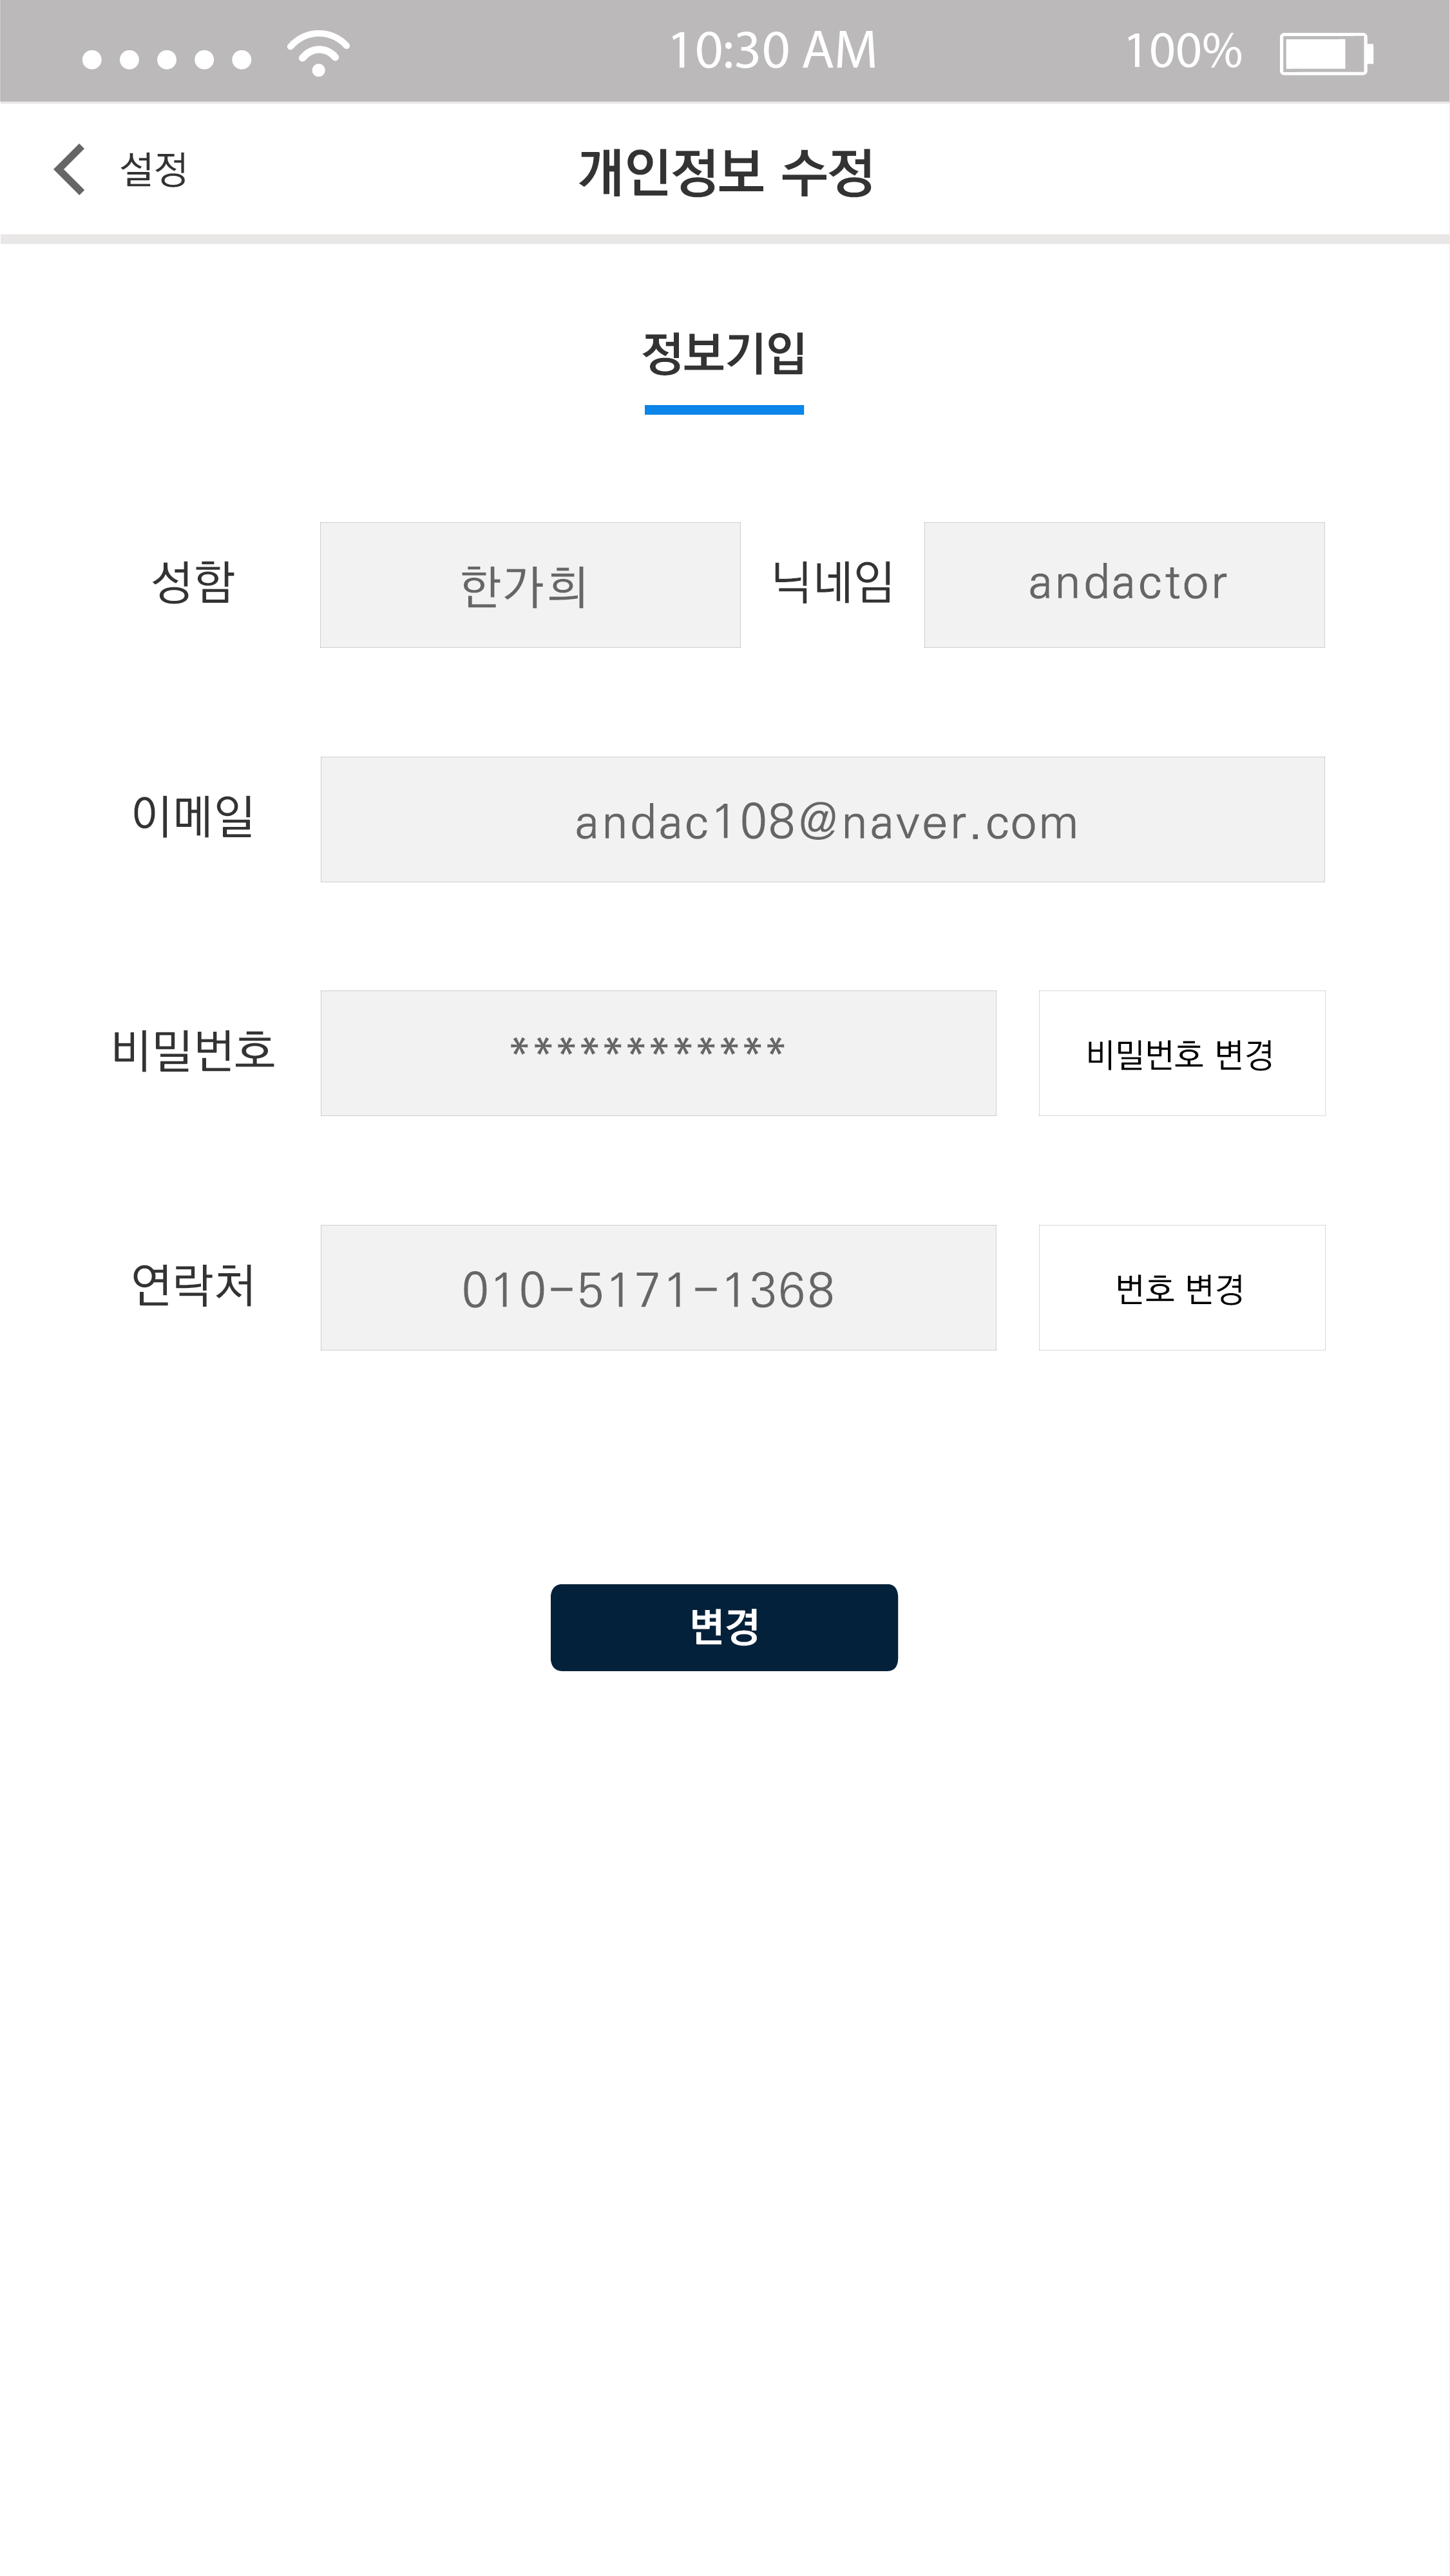 10:30 AM 100%
설정 개인정보 수정
정보기입
성함 한가희 닉네임 andactor
이메일 andac108@naver.com
비밀번호 ************ 비밀번호 변경
연락처 010-5171-1368 번호 변경
변경